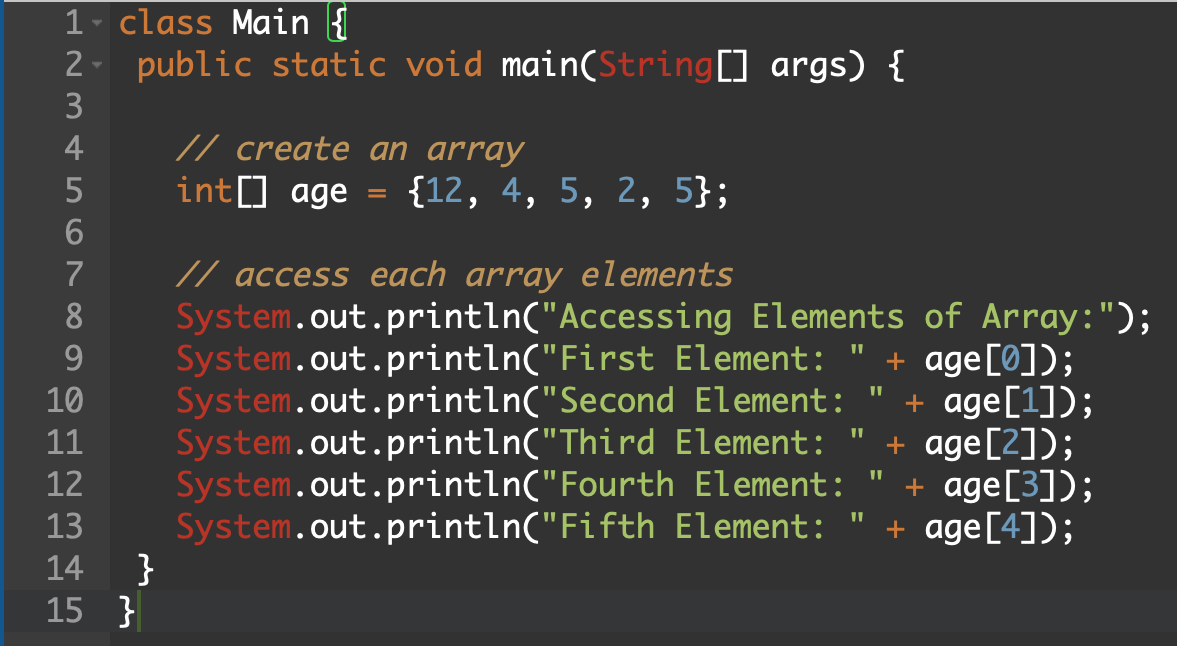 1 class Main {
2 public static void main(String[] args) {
3
4 // create an array
5 int[] age = {12, 4, 5, 2, 5};
6
7 // access each array elements
8 System.out.println("Accessing Elements of Array:");
9 System.out.println("First Element: " + age[0]);
10 System.out.println("Second Element: " + age[1]);
11 System.out.println("Third Element: " + age[2]);
12 System.out.println("Fourth Element: " + age[3]);
13 System.out.println("Fifth Element: " + age[4]);
14 }
15 }